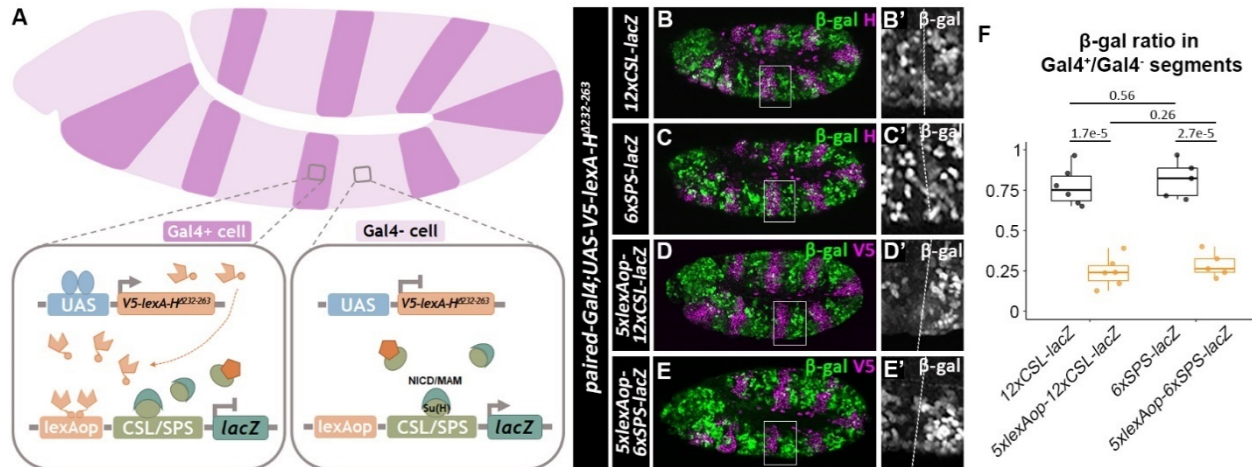 A
Gal4+ cell
Gal4- cell
UAS
V5-lexA-HΔ232-263
lexAop
CSL/SPS
lacZ
UAS
V5-lexA-HΔ232-263
NICD/MAM
Su(H)
lexAop
CSL/SPS
lacZ
paired-Gal4;UAS-V5-lexA-HΔ232-263
12xCSL-lacZ
B
β-gal H
B'
β-gal
6xSPS-lacZ
C
β-gal H
C'
β-gal
5xlexAop-
12xCSL-lacZ
D
β-gal V5
D'
β-gal
5xlexAop-
6xSPS-lacZ
E
β-gal V5
E'
β-gal
F
β-gal ratio in
Gal4+/Gal4- segments
0.56
0.26
1.7e-5
2.7e-5
1
0.75
0.50
0.25
0
12xCSL-lacZ
5xlexAop-12xCSL-lacZ
6xSPS-lacZ
5xlexAop-6xSPS-lacZ